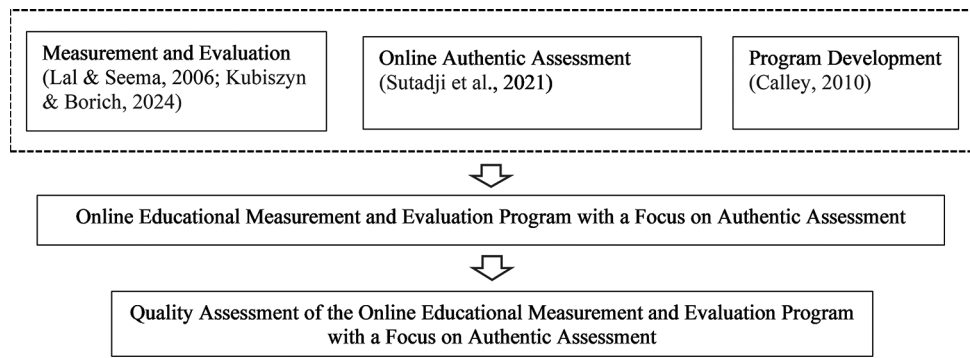 Measurement and Evaluation
(Lal & Seema, 2006; Kubiszyn
& Borich, 2024)
Online Authentic Assessment
(Sutadji et al., 2021)
Program Development
(Calley, 2010)
Online Educational Measurement and Evaluation Program with a Focus on Authentic Assessment
Quality Assessment of the Online Educational Measurement and Evaluation Program
with a Focus on Authentic Assessment